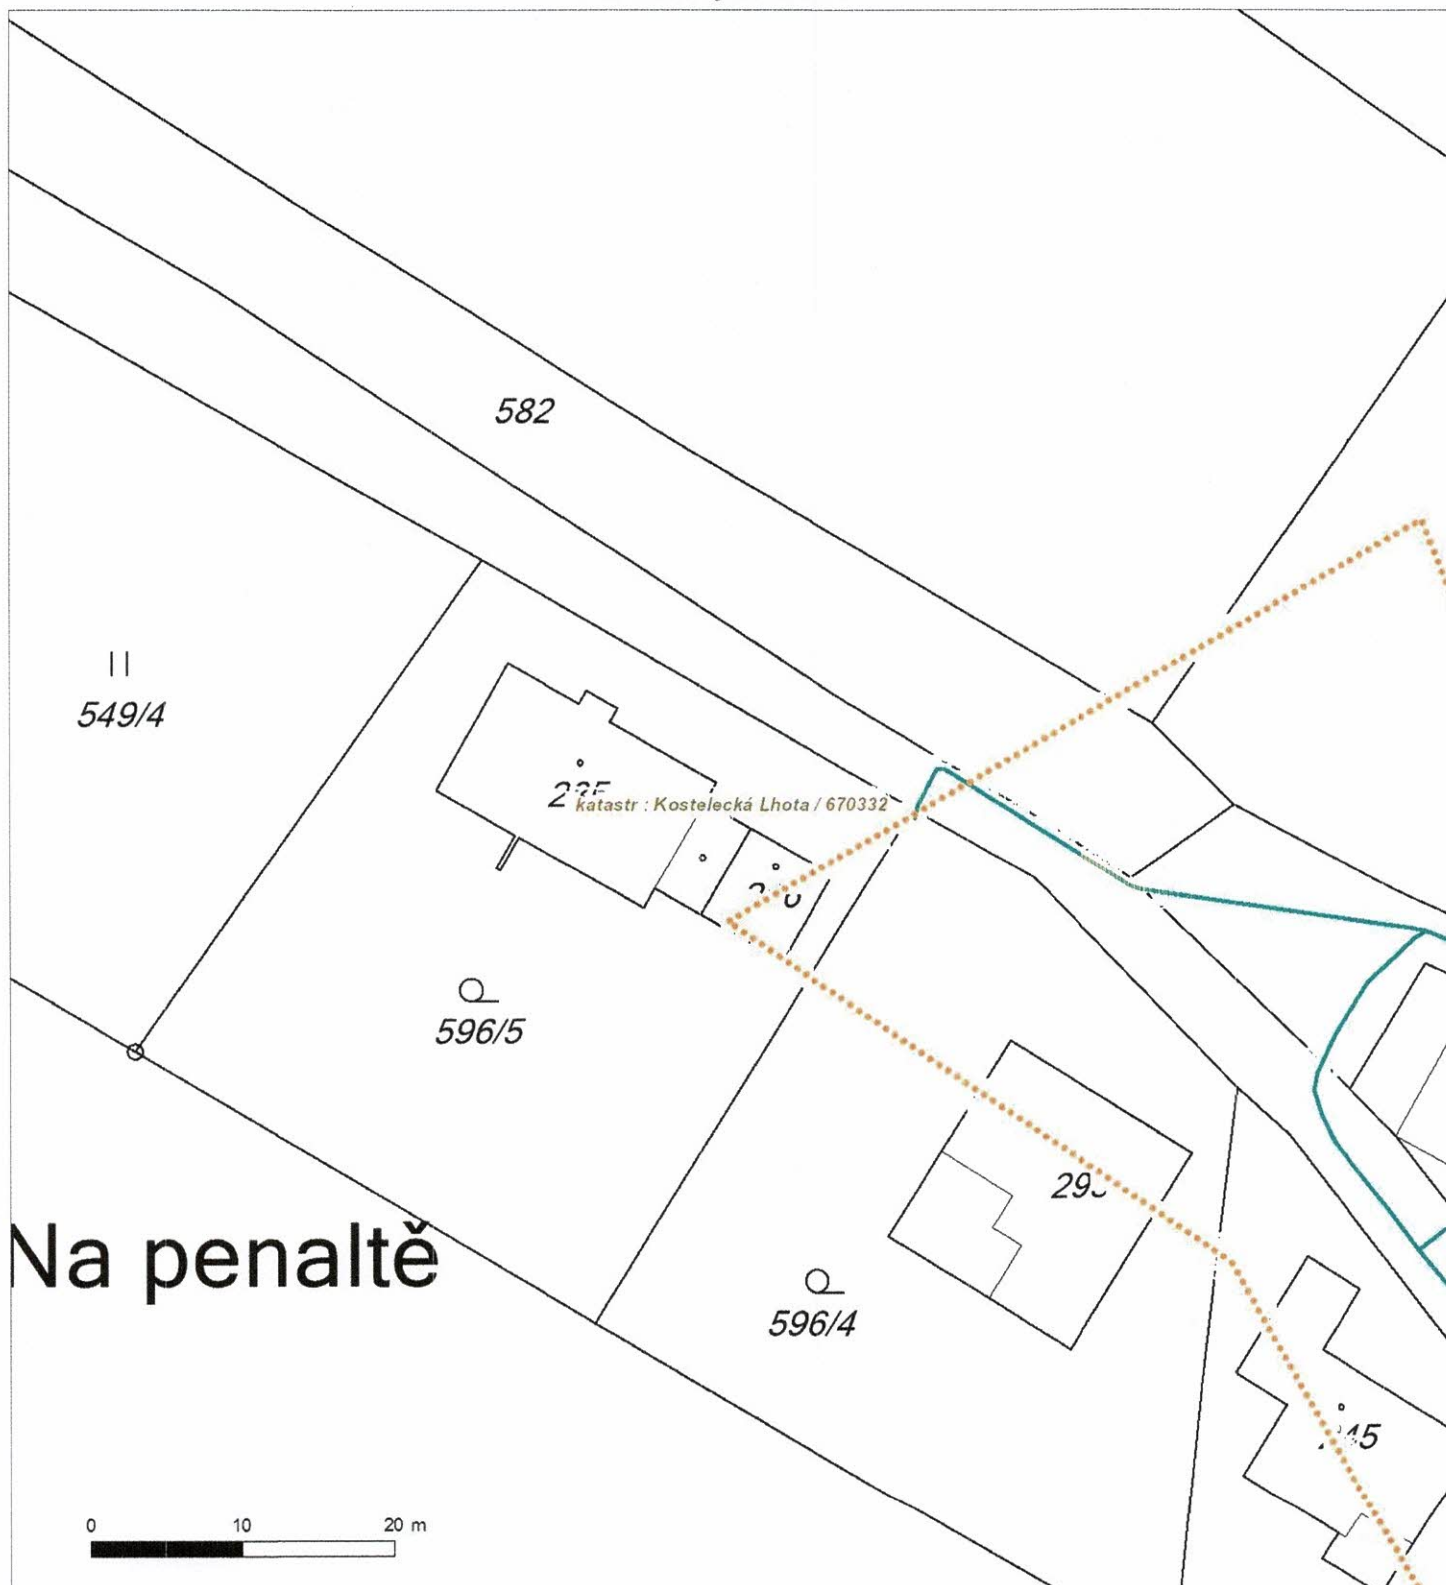 582
549/4
katastr : Kostelecká Lhota / 670332
596/5
Na penaltě
596/4
0 10 20 m